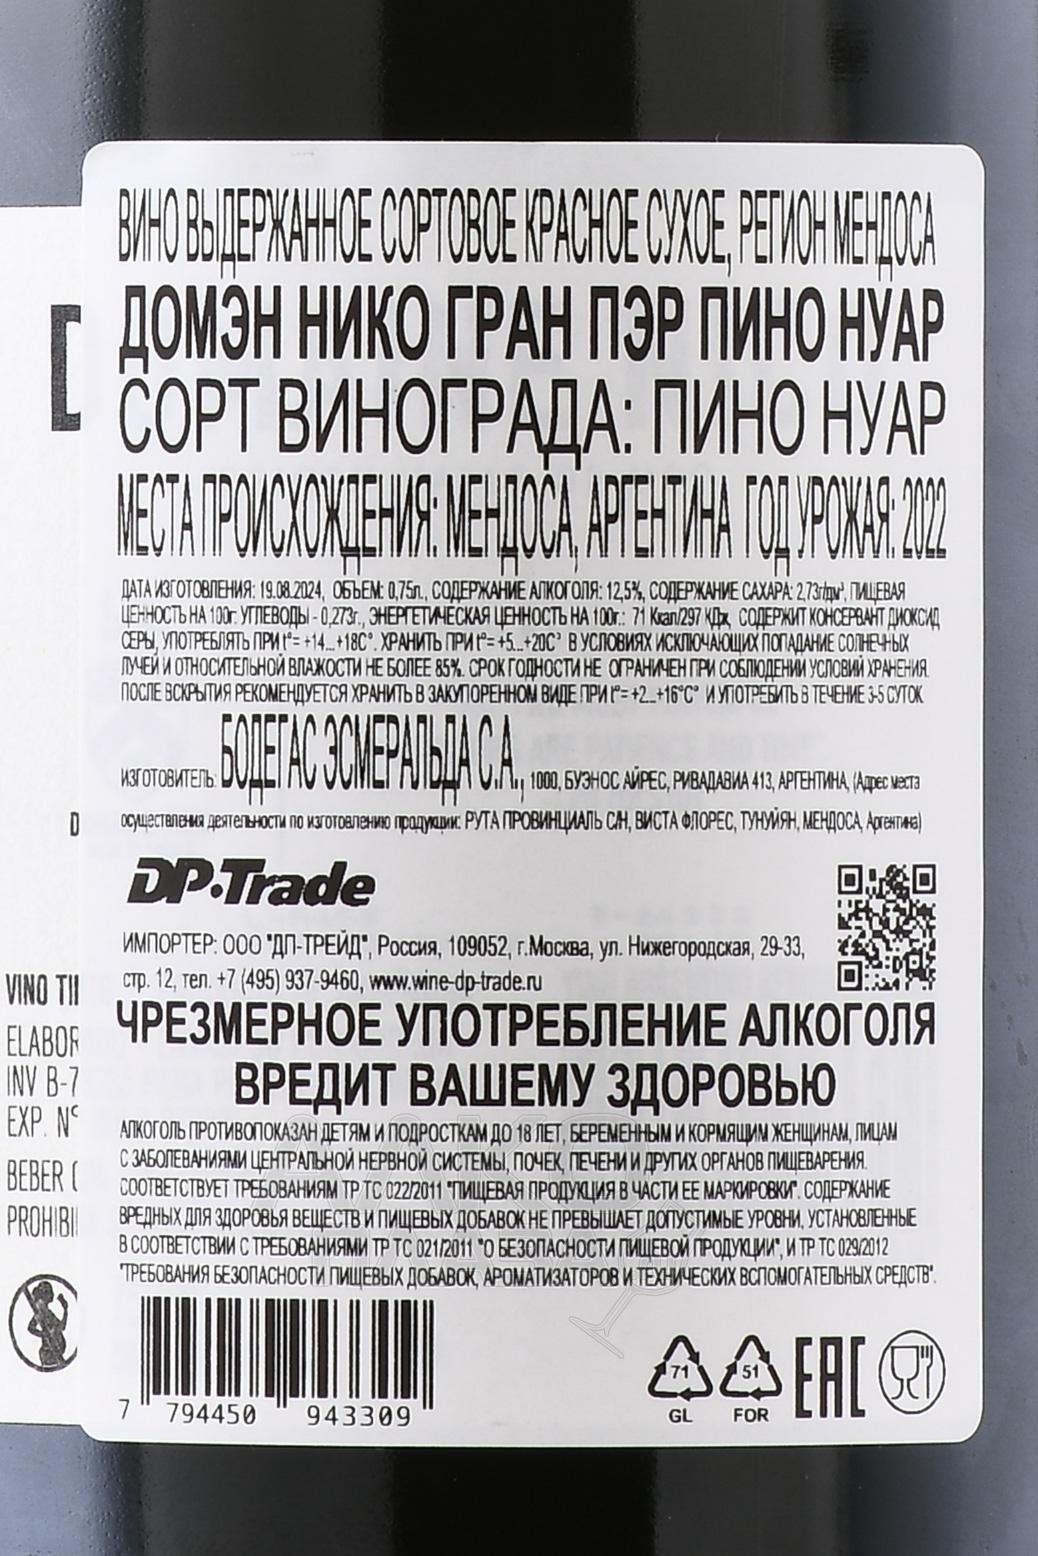 ВИНО ВЫДЕРЖАННОЕ СОРТОВОЕ КРАСНОЕ СУХОЕ, РЕГИОН МЕНДОСА
ДОМЭН НИКО ГРАН ПЭР ПИНО НУАР
СОРТ ВИНОГРАДА: ПИНО НУАР
МЕСТА ПРОИСХОЖДЕНИЯ: МЕНДОСА, АРГЕНТИНА ГОД УРОЖАЯ: 2022
ДАТА ИЗГОТОВЛЕНИЯ: 19.08.2024, ОБЪЕМ: 0,75л., СОДЕРЖАНИЕ АЛКОГОЛЯ: 12,5%, СОДЕРЖАНИЕ САХАРА: 2,73г/дм³, ПИЩЕВАЯ
ЦЕННОСТЬ НА 100г: УГЛЕВОДЫ - 0,273г., ЭНЕРГЕТИЧЕСКАЯ ЦЕННОСТЬ НА 100г.: 71 Ккал/297 КДж, СОДЕРЖИТ КОНСЕРВАНТ ДИОКСИД
СЕРЫ, УПОТРЕБЛЯТЬ ПРИ t°= +14...+18C°. ХРАНИТЬ ПРИ t°= +5...+20C° В УСЛОВИЯХ ИСКЛЮЧАЮЩИХ ПОПАДАНИЕ СОЛНЕЧНЫХ
ЛУЧЕЙ И ОТНОСИТЕЛЬНОЙ ВЛАЖНОСТИ НЕ БОЛЕЕ 85%. СРОК ГОДНОСТИ НЕ ОГРАНИЧЕН ПРИ СОБЛЮДЕНИИ УСЛОВИЙ ХРАНЕНИЯ.
ПОСЛЕ ВСКРЫТИЯ РЕКОМЕНДУЕТСЯ ХРАНИТЬ В ЗАКУПОРЕННОМ ВИДЕ ПРИ t°= +2...+16°C° И УПОТРЕБИТЬ В ТЕЧЕНИЕ 3-5 СУТОК
ИЗГОТОВИТЕЛЬ: БОДЕГАС ЭСМЕРАЛЬДА С.А., 1000, БУЭНОС АЙРЕС, РИВАДАВИА 413, АРГЕНТИНА, (Адрес места
осуществления деятельности по изготовлению продукции: РУТА ПРОВИНЦИАЛЬ С/Н, ВИСТА ФЛОРЕС, ТУНУЙЯН, МЕНДОСА, Аргентина)
DP-Trade
ИМПОРТЕР: ООО "ДП-ТРЕЙД", Россия, 109052, г.Москва, ул. Нижегородская, 29-33,
стр. 12, тел. +7 (495) 937-9460, www.wine-dp-trade.ru
ЧРЕЗМЕРНОЕ УПОТРЕБЛЕНИЕ АЛКОГОЛЯ
ВРЕДИТ ВАШЕМУ ЗДОРОВЬЮ
АЛКОГОЛЬ ПРОТИВОПОКАЗАН ДЕТЯМ И ПОДРОСТКАМ ДО 18 ЛЕТ, БЕРЕМЕННЫМ И КОРМЯЩИМ ЖЕНЩИНАМ, ЛИЦАМ
С ЗАБОЛЕВАНИЯМИ ЦЕНТРАЛЬНОЙ НЕРВНОЙ СИСТЕМЫ, ПОЧЕК, ПЕЧЕНИ И ДРУГИХ ОРГАНОВ ПИЩЕВАРЕНИЯ.
СООТВЕТСТВУЕТ ТРЕБОВАНИЯМ ТР ТС 022/2011 "ПИЩЕВАЯ ПРОДУКЦИЯ В ЧАСТИ ЕЕ МАРКИРОВКИ". СОДЕРЖАНИЕ
ВРЕДНЫХ ДЛЯ ЗДОРОВЬЯ ВЕЩЕСТВ И ПИЩЕВЫХ ДОБАВОК НЕ ПРЕВЫШАЕТ ДОПУСТИМЫЕ УРОВНИ, УСТАНОВЛЕННЫЕ
В СООТВЕТСТВИИ С ТРЕБОВАНИЯМИ ТР ТС 021/2011 "О БЕЗОПАСНОСТИ ПИЩЕВОЙ ПРОДУКЦИИ", И ТР ТС 029/2012
"ТРЕБОВАНИЯ БЕЗОПАСНОСТИ ПИЩЕВЫХ ДОБАВОК, АРОМАТИЗАТОРОВ И ТЕХНИЧЕСКИХ ВСПОМОГАТЕЛЬНЫХ СРЕДСТВ".
7 794450 943309
71 51
GL FOR
EAC
D
D
VINO TI
ELABOR
INV B-7
EXP. N°
BEBER
PROHIBI